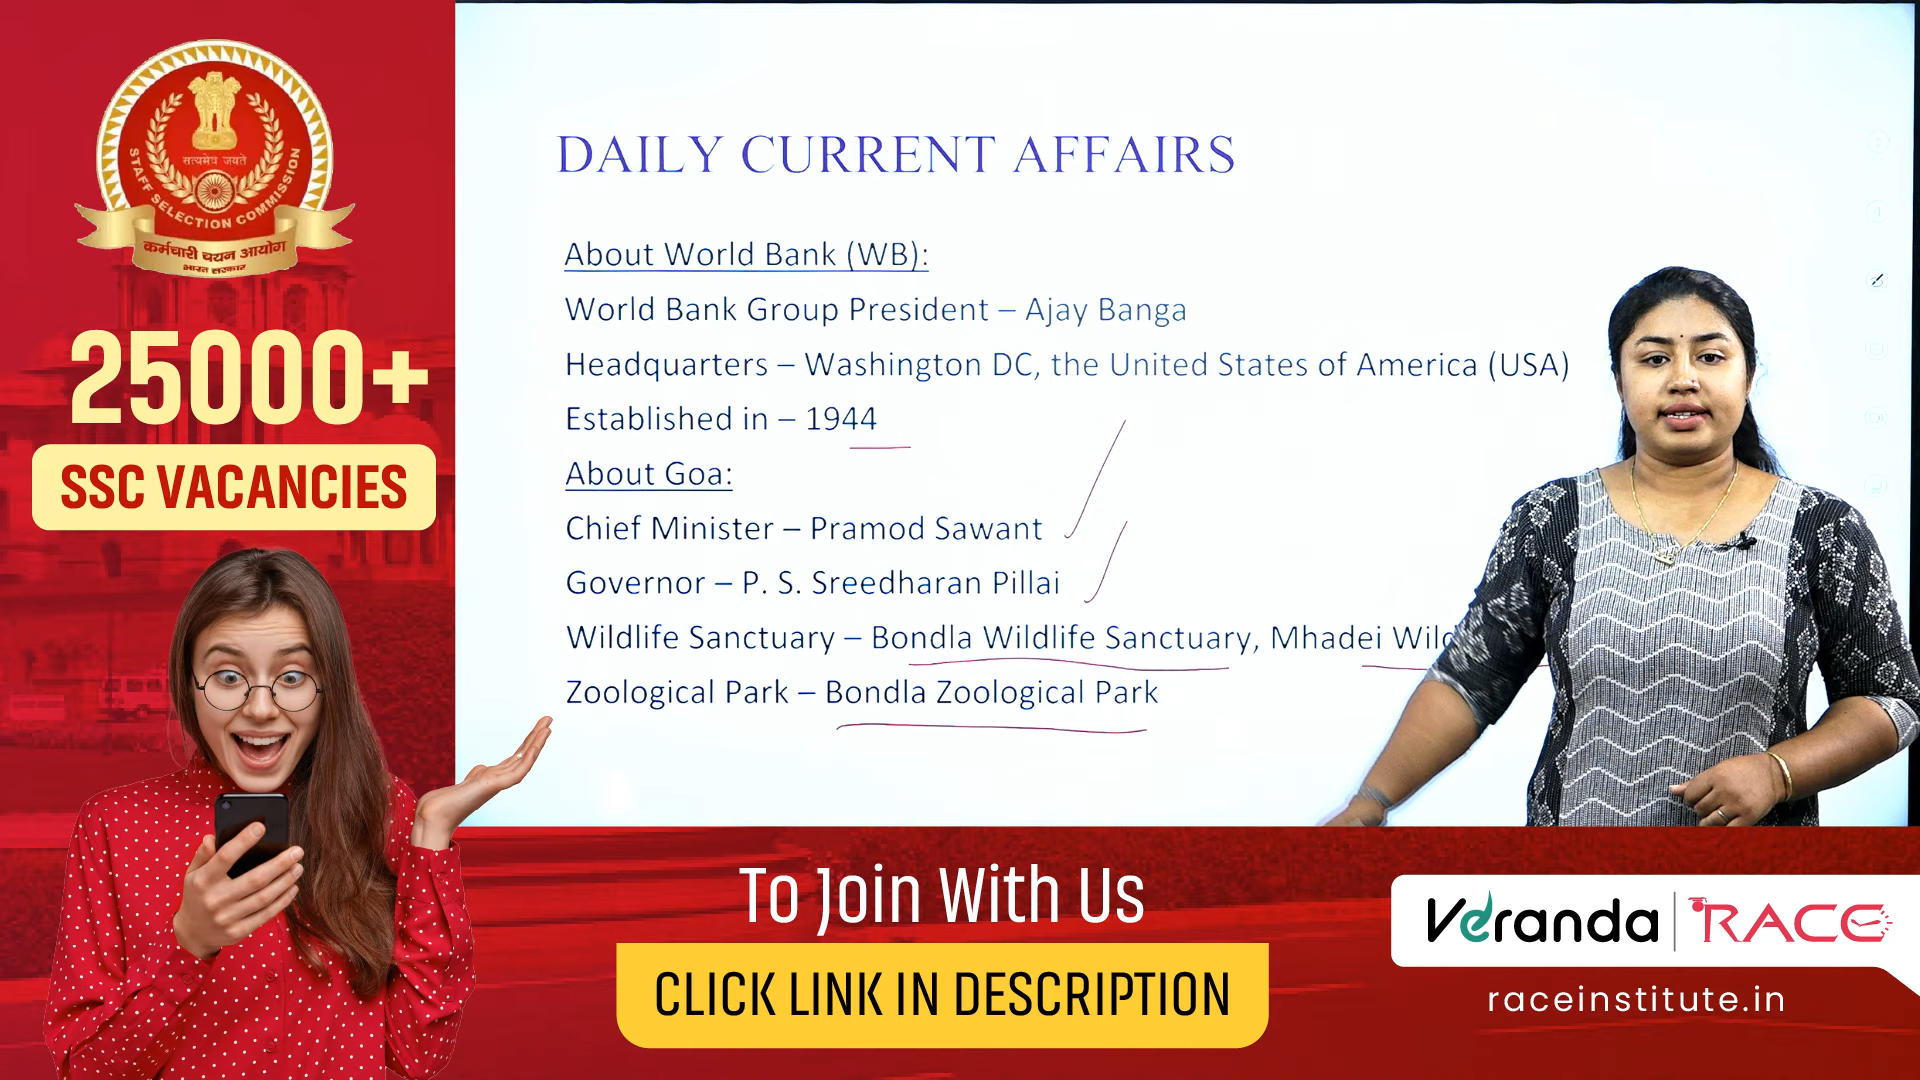 सत्यमेव जयते
STAFF SELECTION COMMISSION
कर्मचारी चयन आयोग
भारत सरकार
25000+
SSC VACANCIES
DAILY CURRENT AFFAIRS
About World Bank (WB):
World Bank Group President – Ajay Banga
Headquarters – Washington DC, the United States of America (USA)
Established in – 1944
About Goa:
Chief Minister – Pramod Sawant
Governor – P. S. Sreedharan Pillai
Wildlife Sanctuary – Bondla Wildlife Sanctuary, Mhadei Wild
Zoological Park – Bondla Zoological Park
To Join With Us
CLICK LINK IN DESCRIPTION
Veranda RACE
raceinstitute.in